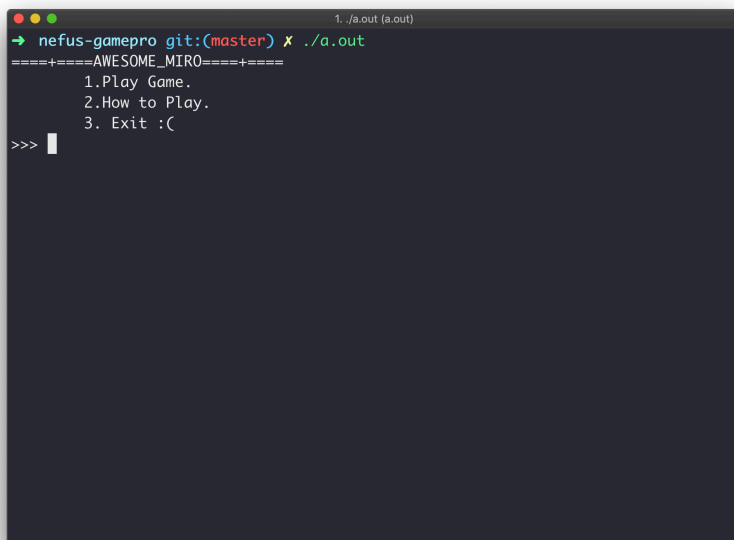 1. ./a.out (a.out)
➜ nefus-gamepro git:(master) ✗ ./a.out
====+====AWESOME_MIRO====+====
1.Play Game.
2.How to Play.
3. Exit :(
>>>